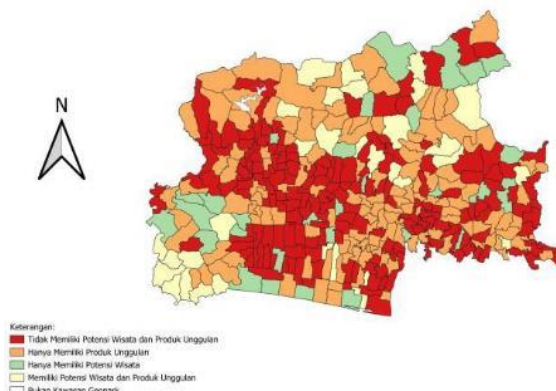 N
Keterangan:
Tidak Memiliki Potensi Wisata dan Produk Unggulan
Hanya Memiliki Produk Unggulan
Hanya Memiliki Potensi Wisata
Memiliki Potensi Wisata dan Produk Unggulan
Bukan Kawasan Geopark